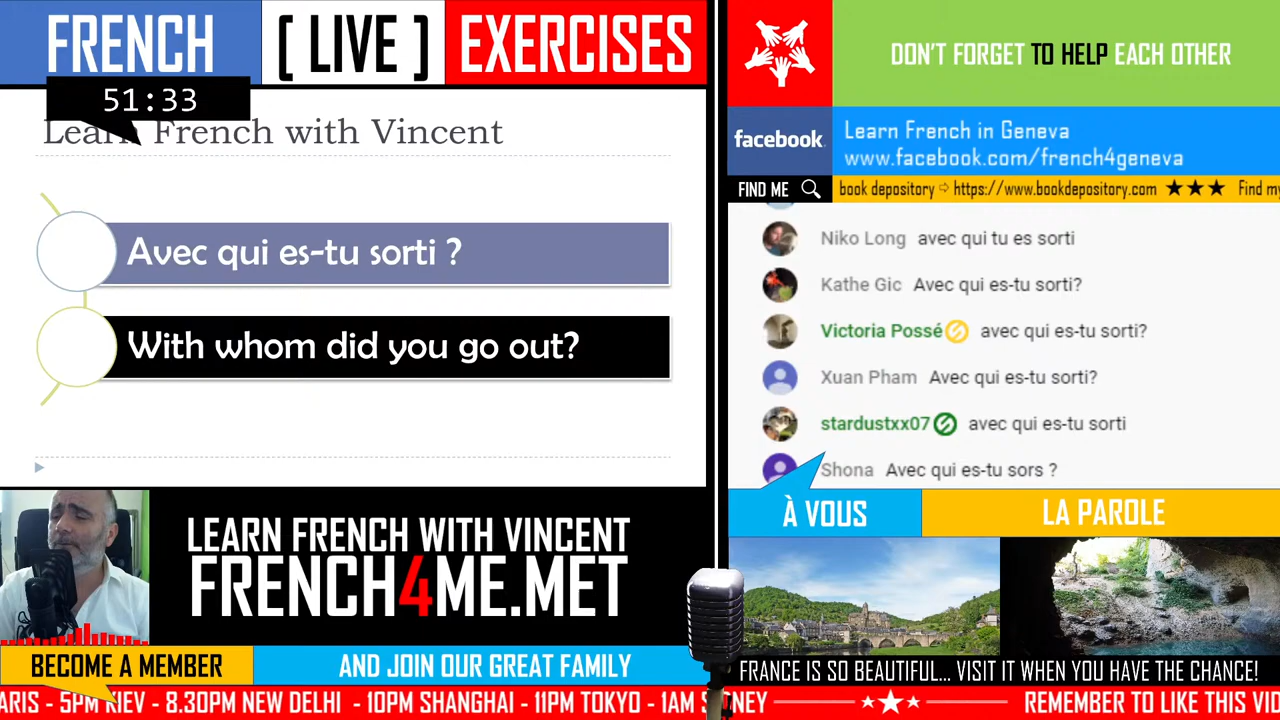 FRENCH [ LIVE ] EXERCISES
51:33
Learn French with Vincent
Avec qui es-tu sorti ?
With whom did you go out?
LEARN FRENCH WITH VINCENT
FRENCH4ME.MET
BECOME A MEMBER
AND JOIN OUR GREAT FAMILY
DON'T FORGET TO HELP EACH OTHER
facebook.
Learn French in Geneva
www.facebook.com/french4geneva
FIND ME
book depository ⇨ https://www.bookdepository.com ★★★ Find my
Niko Long avec qui tu es sorti
Kathe Gic Avec qui es-tu sorti?
Victoria Possé avec qui es-tu sorti?
Xuan Pham Avec qui es-tu sorti?
stardustxx07 avec qui es-tu sorti
Shona Avec qui es-tu sors ?
À VOUS
LA PAROLE
FRANCE IS SO BEAUTIFUL... VISIT IT WHEN YOU HAVE THE CHANCE!
ARIS - 5PM KIEV - 8.30PM NEW DELHI - 10PM SHANGHAI - 11PM TOKYO - 1AM S NEY ★ REMEMBER TO LIKE THIS VID